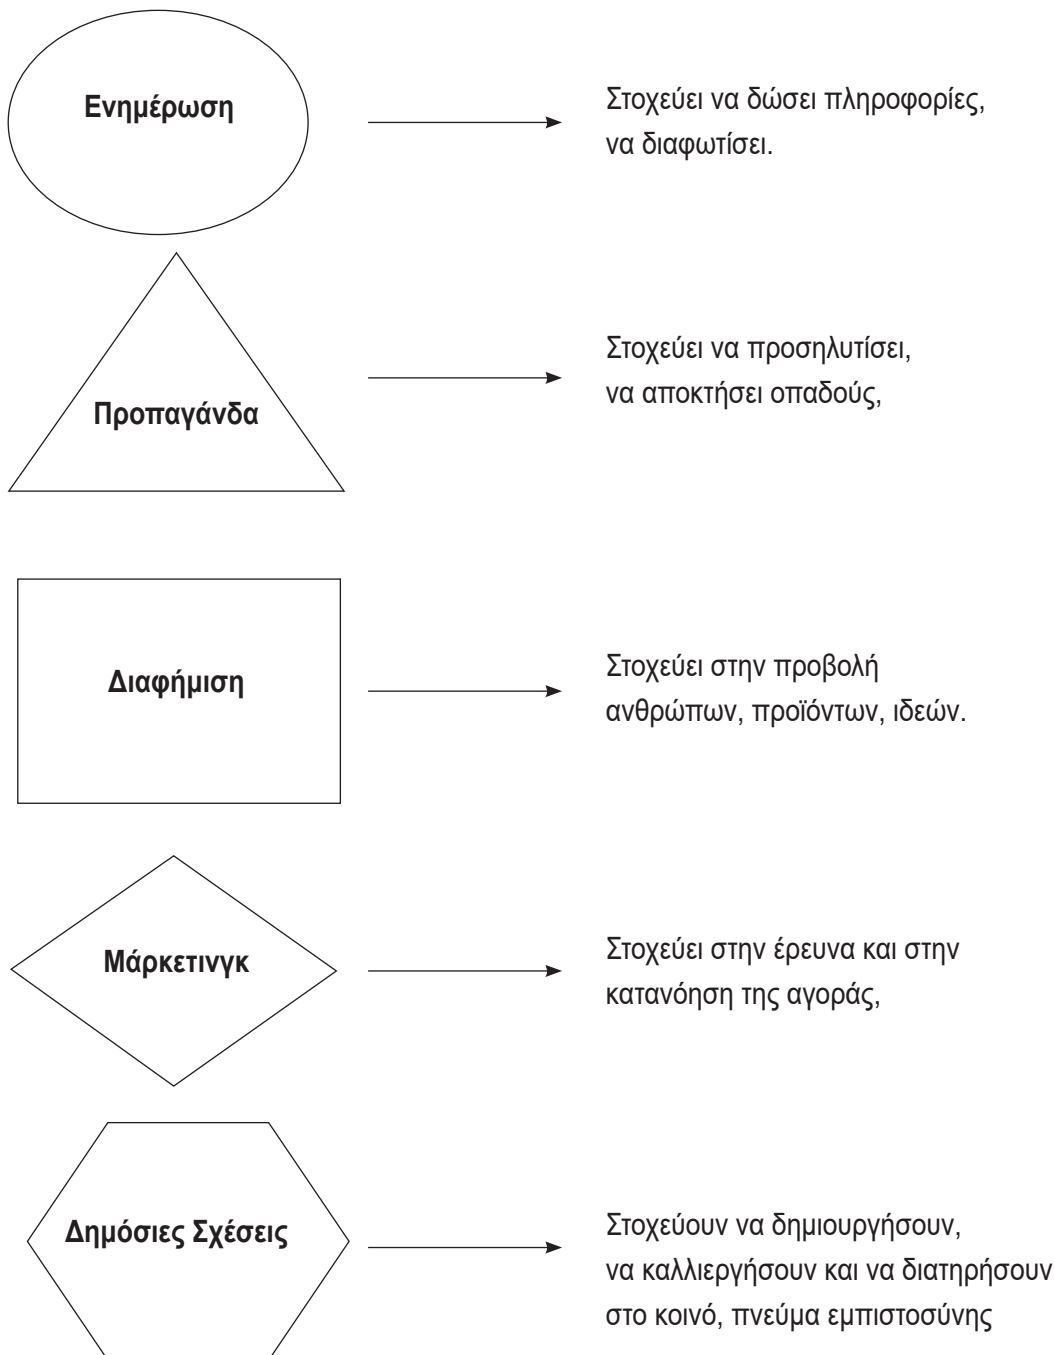 Ενημέρωση
Στοχεύει να δώσει πληροφορίες,
να διαφωτίσει.
Προπαγάνδα
Στοχεύει να προσηλυτίσει,
να αποκτήσει οπαδούς,
Διαφήμιση
Στοχεύει στην προβολή
ανθρώπων, προϊόντων, ιδεών.
Μάρκετινγκ
Στοχεύει στην έρευνα και στην
κατανόηση της αγοράς,
Δημόσιες Σχέσεις
Στοχεύουν να δημιουργήσουν,
να καλλιεργήσουν και να διατηρήσουν
στο κοινό, πνεύμα εμπιστοσύνης